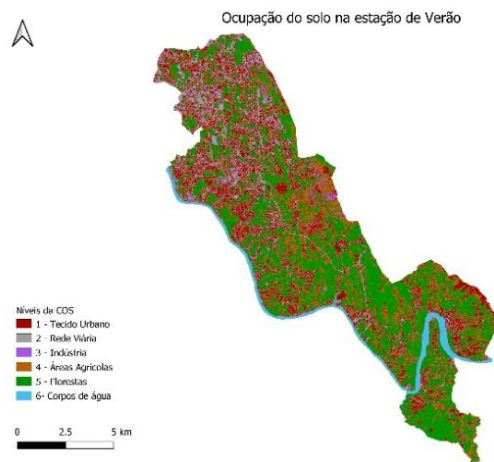 Ocupação do solo na estação de Verão
Níveis da COS
1 - Tecido Urbano
2 - Rede Viária
3 - Indústria
4 - Áreas Agrícolas
5 - Florestas
6- Corpos de água
0 2.5 5 km